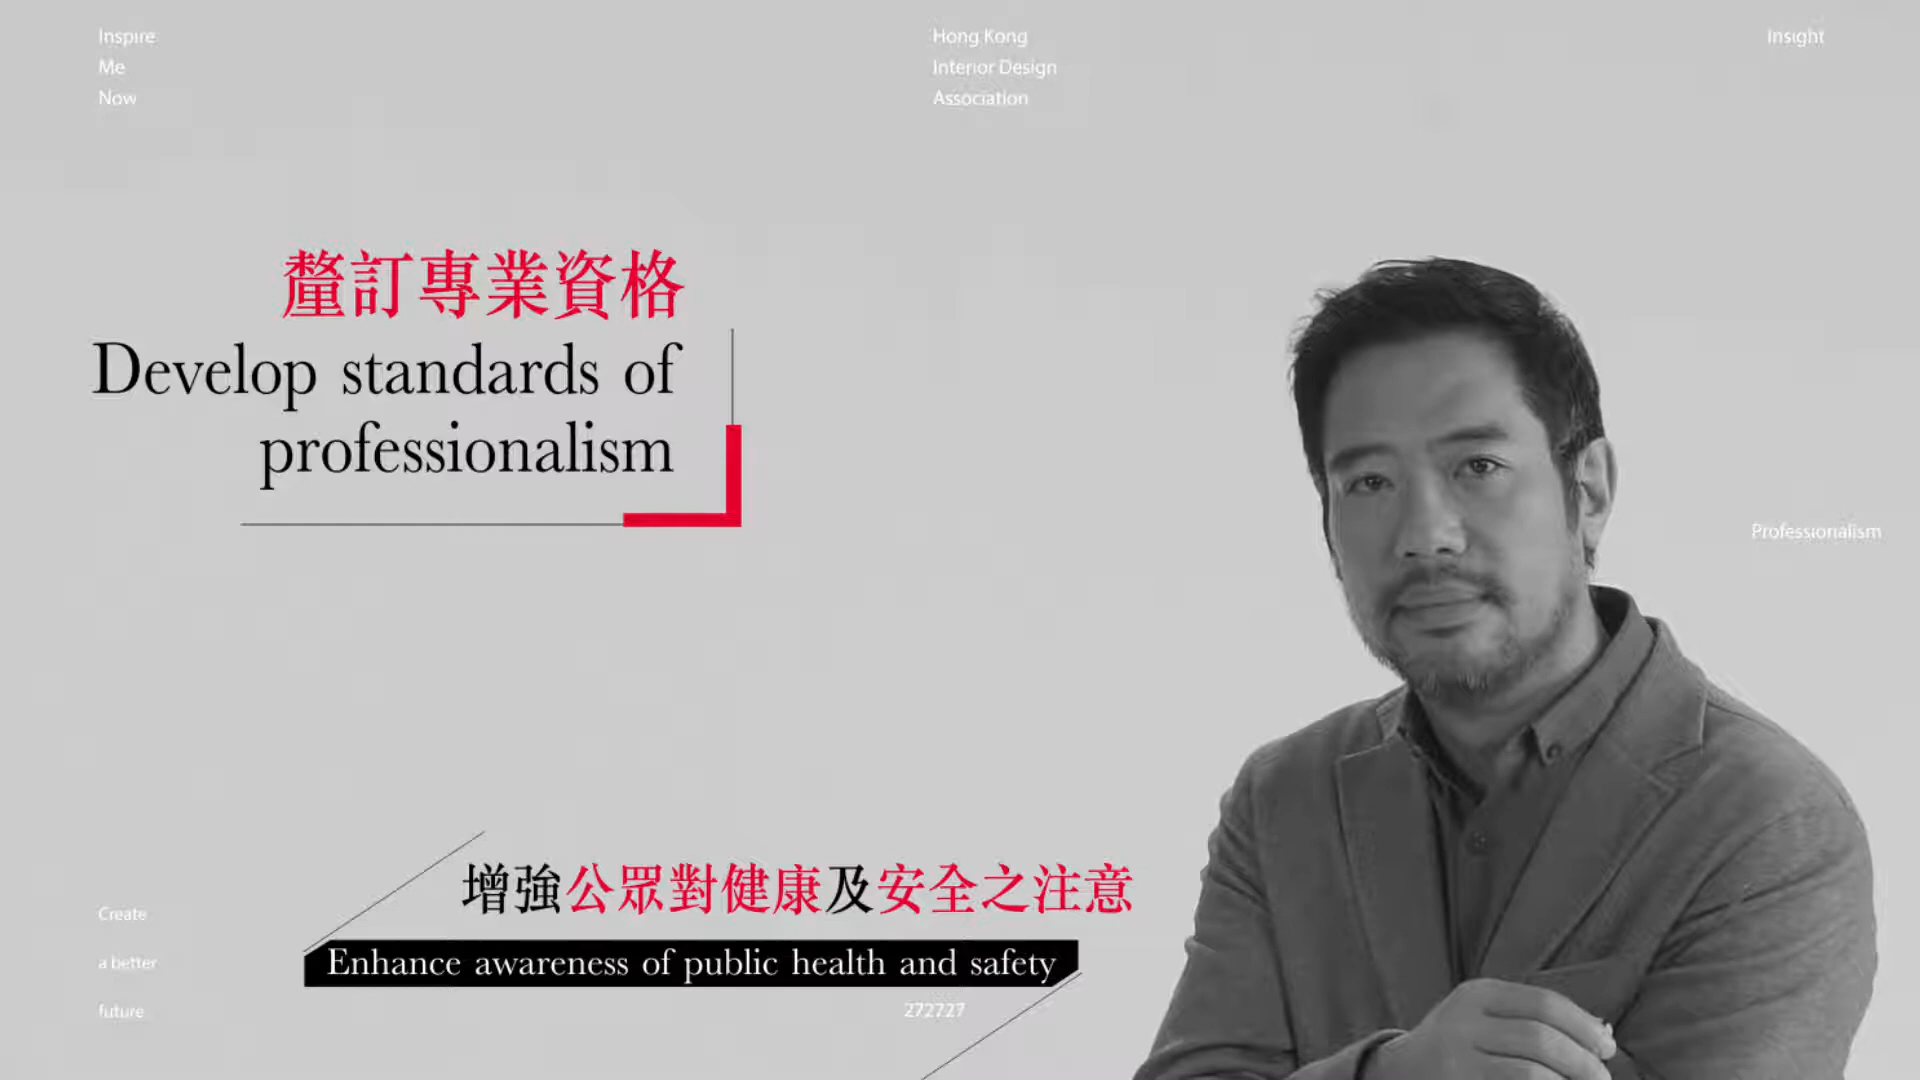 Inspire
Me
Now
Hong Kong
Interior Design
Association
Insight
釐訂專業資格
Develop standards of
professionalism
Professionalism
增強公眾對健康及安全之注意
Enhance awareness of public health and safety
Create
a better
future
272727